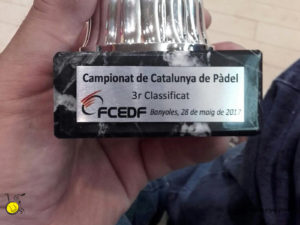 Campionat de Catalunya de Pàdel
3r Classificat
FCEDF Banyoles, 28 de maig de 2017